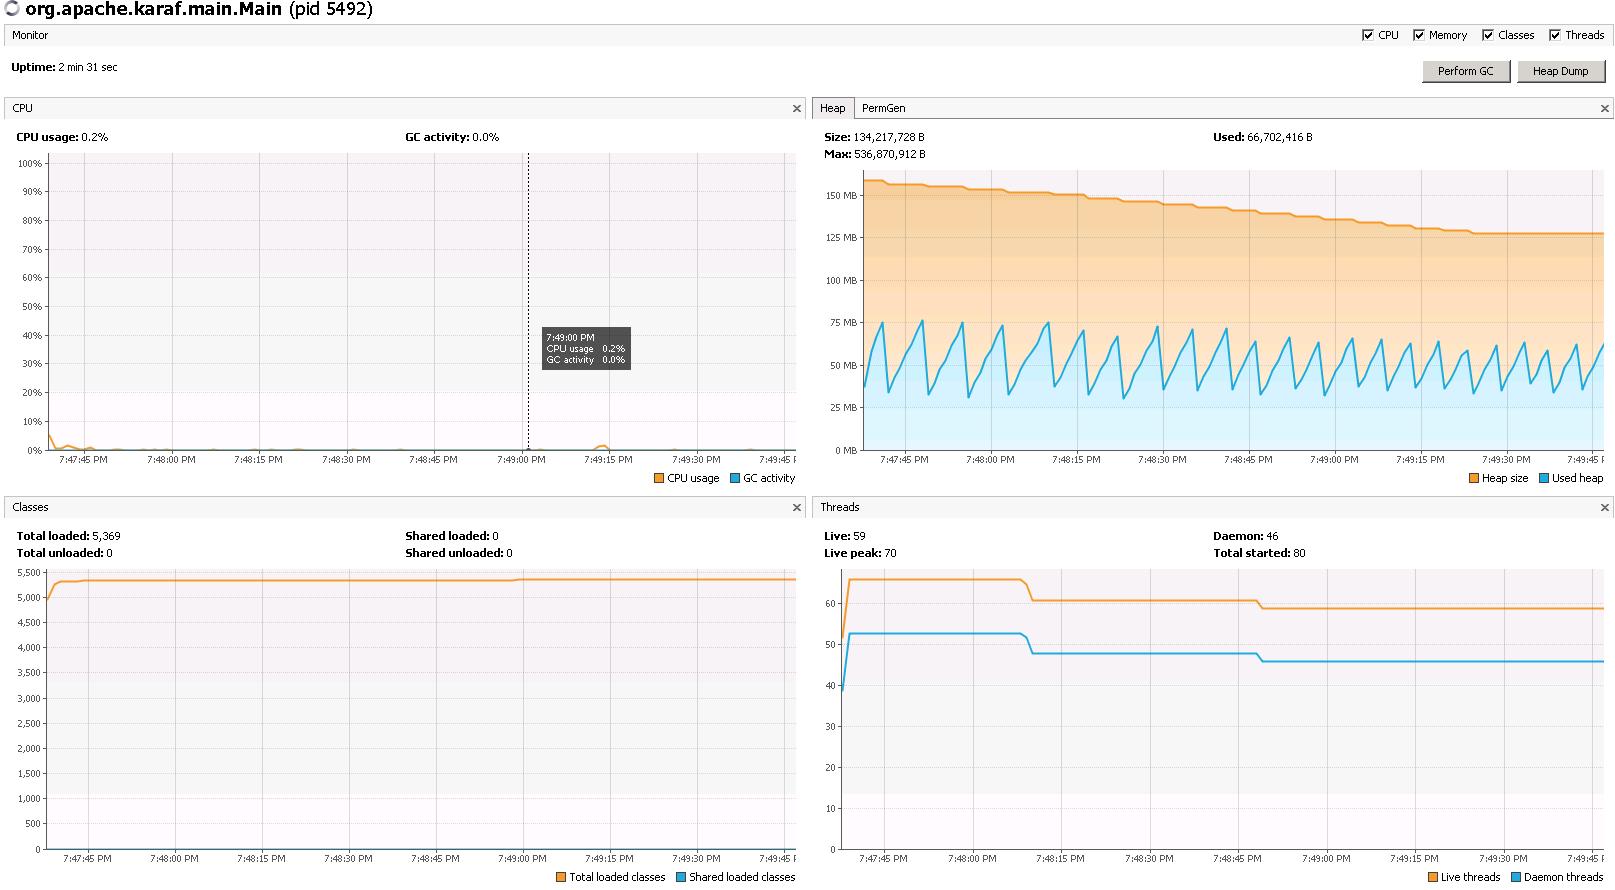 org.apache.karaf.main.Main (pid 5492)
Monitor
CPU Memory Classes Threads
Uptime: 2 min 31 sec
Perform GC Heap Dump
CPU
CPU usage: 0.2% GC activity: 0.0%
100%
90%
80%
70%
60%
50%
40%
30%
20%
10%
0%
7:49:00 PM
CPU usage 0.2%
GC activity 0.0%
7:47:45 PM 7:48:00 PM 7:48:15 PM 7:48:30 PM 7:48:45 PM 7:49:00 PM 7:49:15 PM 7:49:30 PM 7:49:45 P
CPU usage GC activity
Heap PermGen
Size: 134,217,728 B Used: 66,702,416 B
Max: 536,870,912 B
150 MB
125 MB
100 MB
75 MB
50 MB
25 MB
0 MB
7:47:45 PM 7:48:00 PM 7:48:15 PM 7:48:30 PM 7:48:45 PM 7:49:00 PM 7:49:15 PM 7:49:30 PM 7:49:45 P
Heap size Used heap
Classes
Total loaded: 5,369 Shared loaded: 0
Total unloaded: 0 Shared unloaded: 0
5,500
5,000
4,500
4,000
3,500
3,000
2,500
2,000
1,500
1,000
500
0
7:47:45 PM 7:48:00 PM 7:48:15 PM 7:48:30 PM 7:48:45 PM 7:49:00 PM 7:49:15 PM 7:49:30 PM 7:49:45 P
Total loaded classes Shared loaded classes
Threads
Live: 59 Daemon: 46
Live peak: 70 Total started: 80
60
50
40
30
20
10
0
7:47:45 PM 7:48:00 PM 7:48:15 PM 7:48:30 PM 7:48:45 PM 7:49:00 PM 7:49:15 PM 7:49:30 PM 7:49:45 P
Live threads Daemon threads